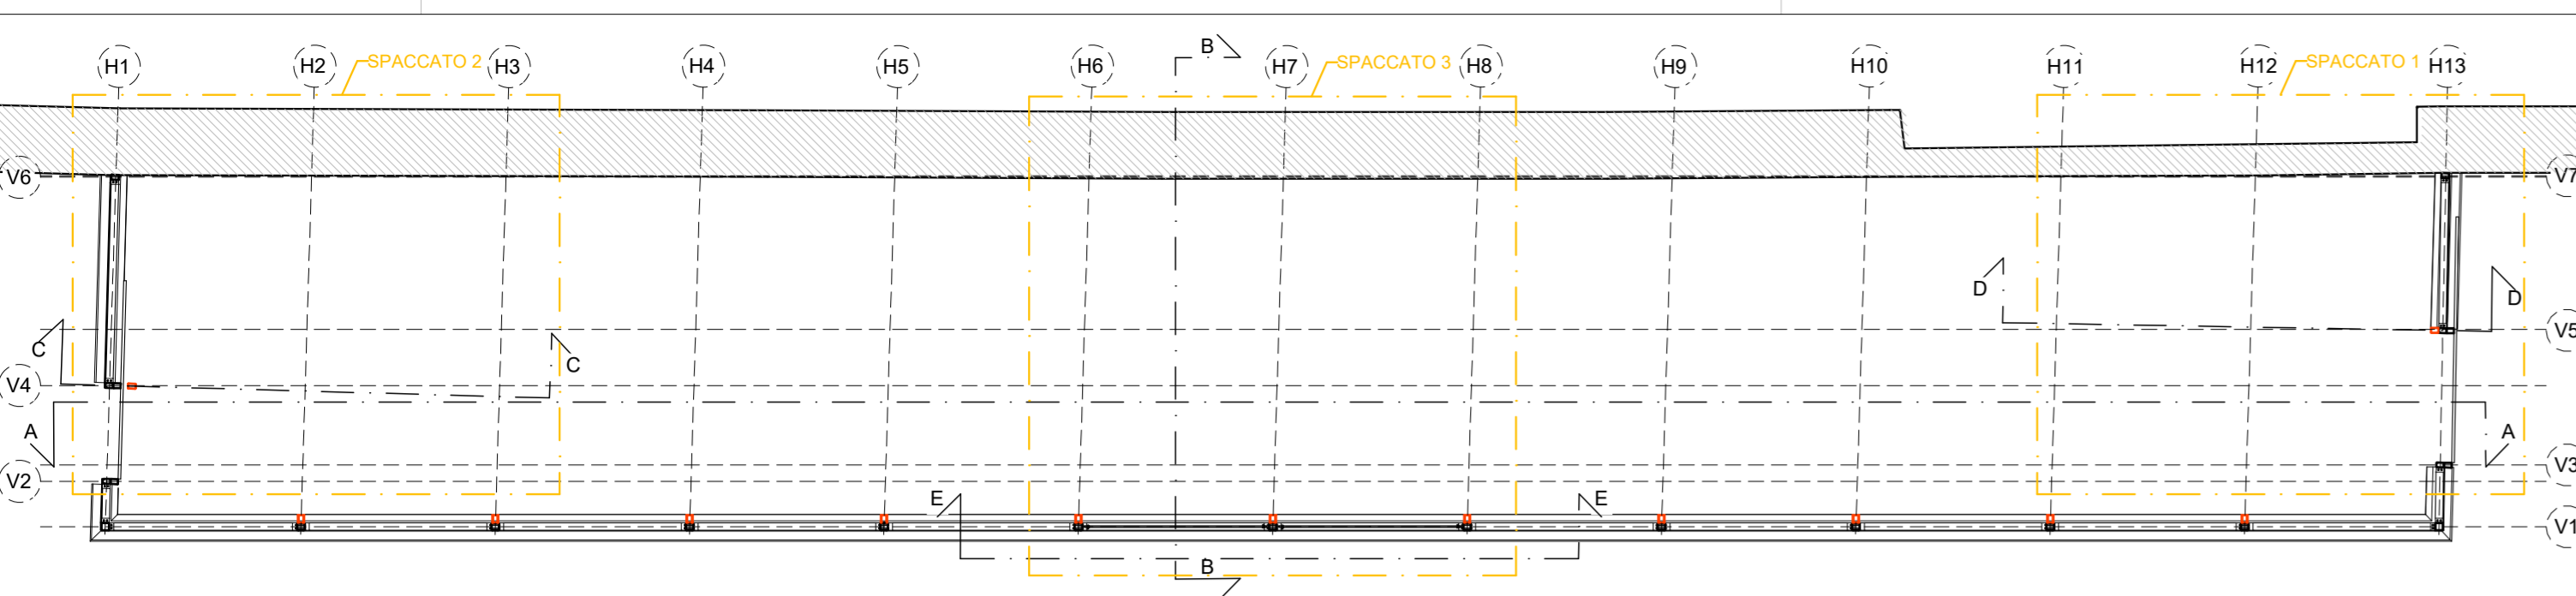 B
H1 H2 SPACCATO 2 H3 H4 H5 H6 H7 SPACCATO 3 H8 H9 H10 H11 H12 SPACCATO 1 H13
V6 V7
D D
C V5
C
V4
A A
V3
V2
E E
V1
B